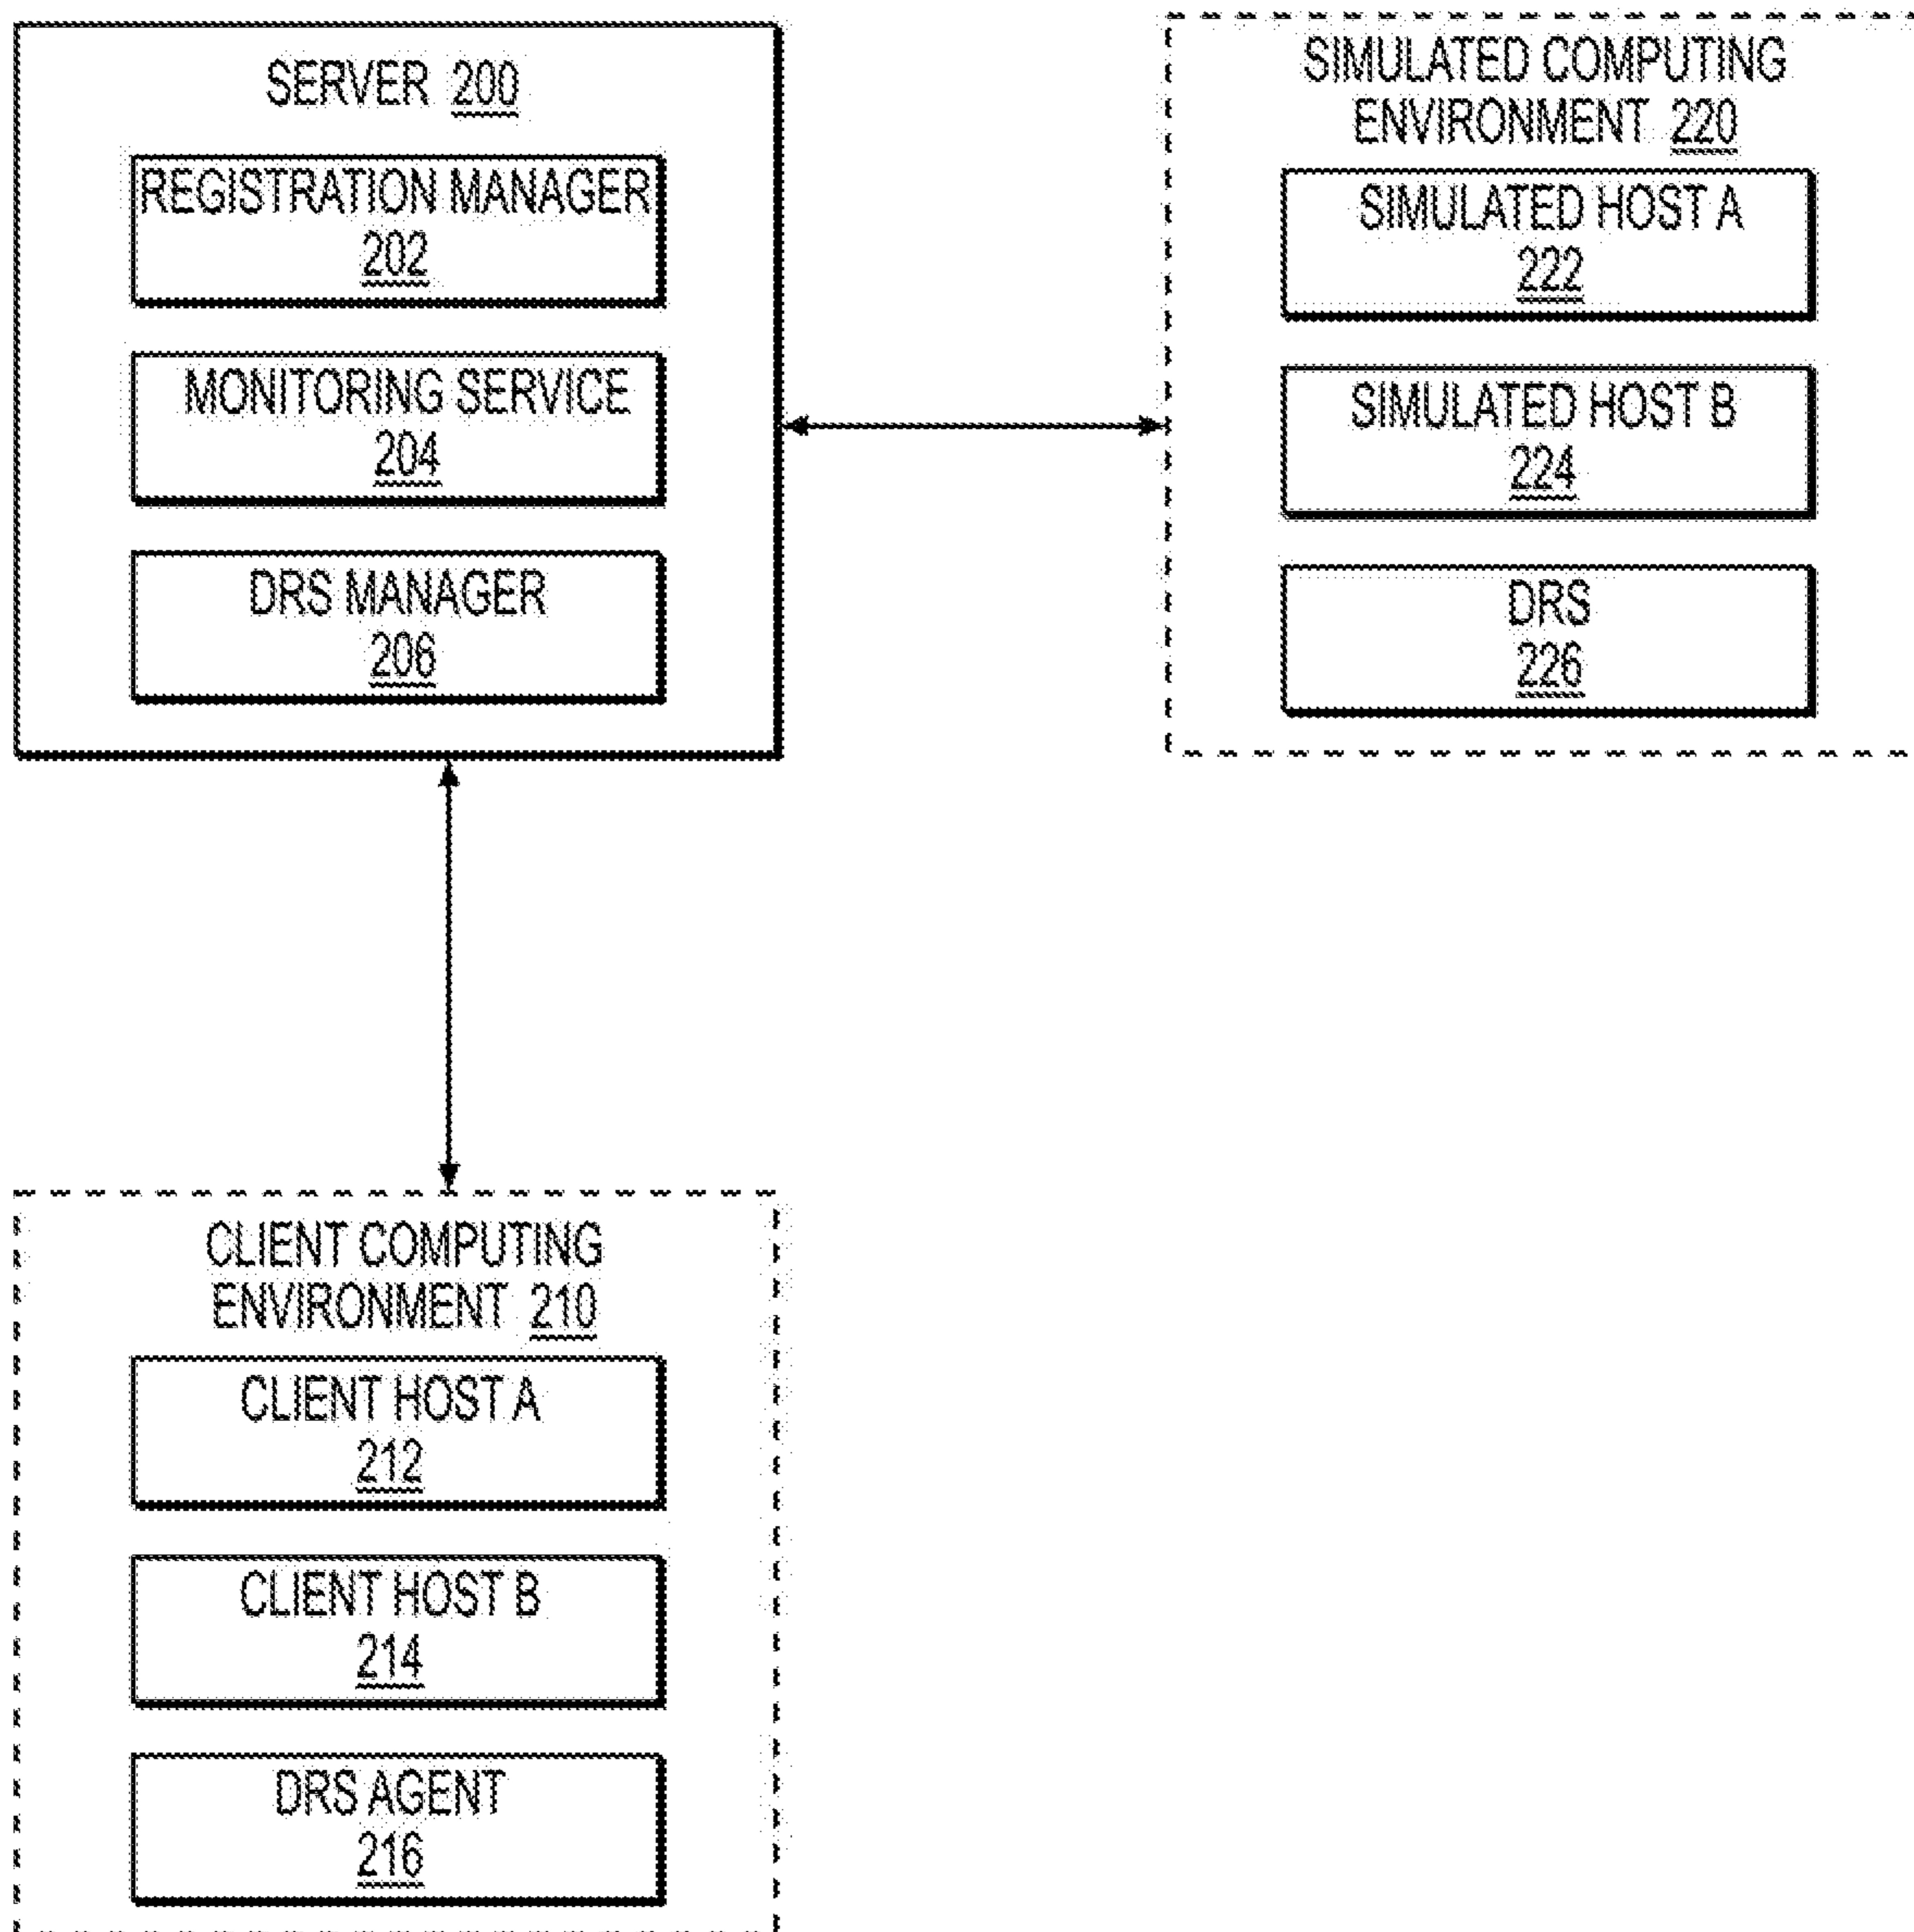 SERVER 200
REGISTRATION MANAGER
202
MONITORING SERVICE
204
DRS MANAGER
206
SIMULATED COMPUTING
ENVIRONMENT 220
SIMULATED HOST A
222
SIMULATED HOST B
224
DRS
226
CLIENT COMPUTING
ENVIRONMENT 210
CLIENT HOST A
212
CLIENT HOST B
214
DRS AGENT
216